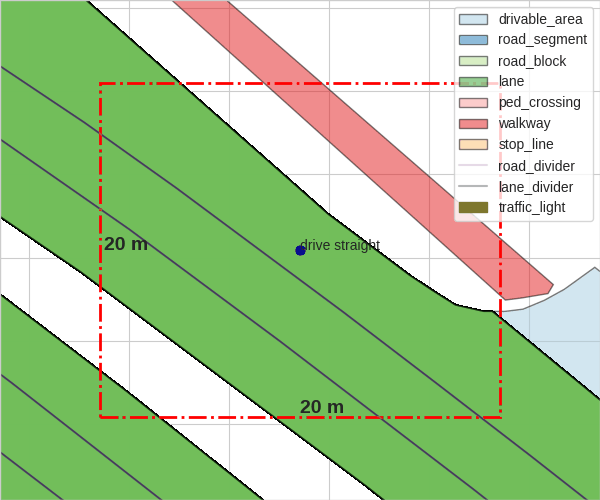 drivable_area
road_segment
road_block
lane
ped_crossing
walkway
stop_line
road_divider
lane_divider
traffic_light
20 m
drive straight
20 m